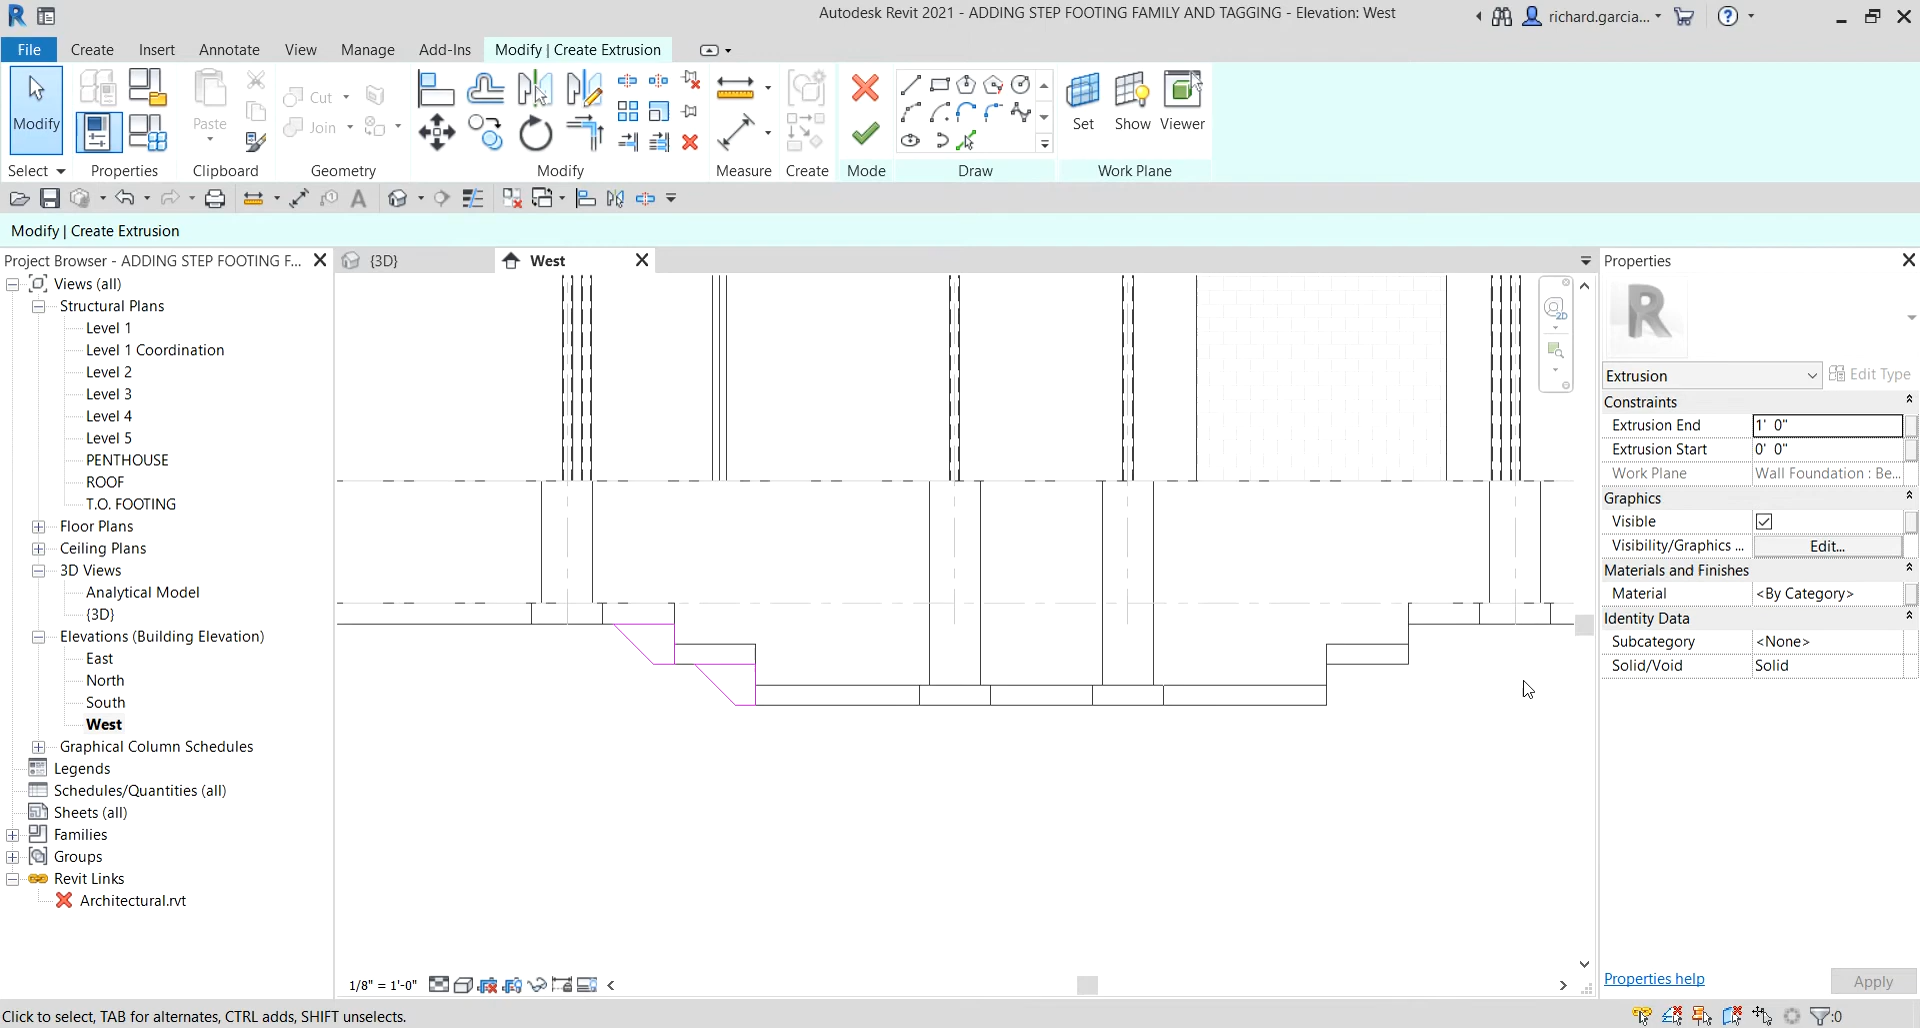 Autodesk Revit 2021 - ADDING STEP FOOTING FAMILY AND TAGGING - Elevation: West
richard.garcia...
File Create Insert Annotate View Manage Add-Ins Modify | Create Extrusion
Modify
Paste
Cut
Join
Set Show Viewer
Select Properties Clipboard Geometry Modify Measure Create Mode Draw Work Plane
Modify | Create Extrusion
Project Browser - ADDING STEP FOOTING F...
Views (all)
Structural Plans
Level 1
Level 1 Coordination
Level 2
Level 3
Level 4
Level 5
PENTHOUSE
ROOF
T.O. FOOTING
Floor Plans
Ceiling Plans
3D Views
Analytical Model
{3D}
Elevations (Building Elevation)
East
North
South
West
Graphical Column Schedules
Legends
Schedules/Quantities (all)
Sheets (all)
Families
Groups
Revit Links
Architectural.rvt
{3D}
West
2D
1/8" = 1'-0"
Properties
R
Extrusion
Edit Type
Constraints
Extrusion End 1' 0"
Extrusion Start 0' 0"
Work Plane Wall Foundation : Be...
Graphics
Visible
Visibility/Graphics ... Edit...
Materials and Finishes
Material <By Category>
Identity Data
Subcategory <None>
Solid/Void Solid
Properties help
Apply
Click to select, TAB for alternates, CTRL adds, SHIFT unselects.
:0